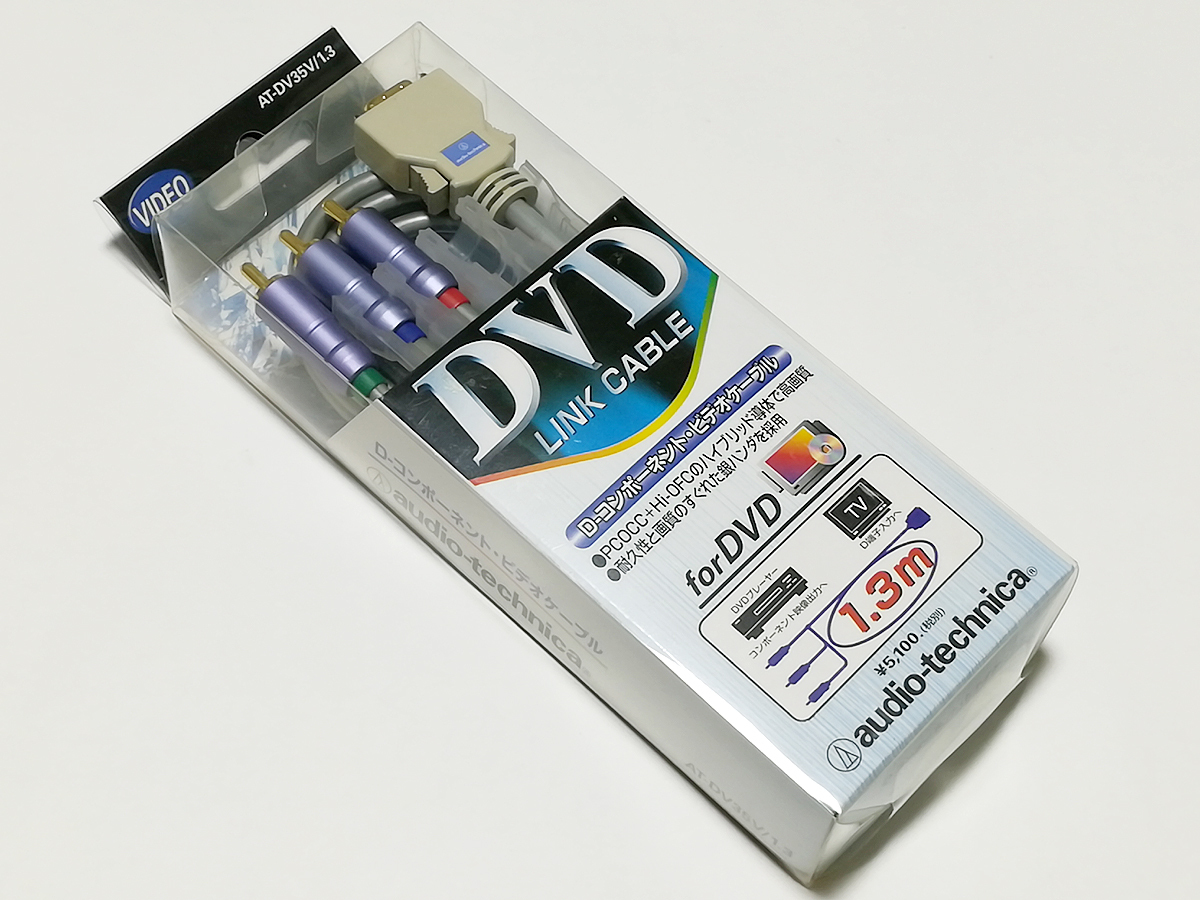 AT-DV35V/1.3
VIDEO
audio-technica
DVD
LINK CABLE
D-コンポーネント・ビデオケーブル
●PCOCC+Hi-OFCのハイブリッド導体で高画質
●耐久性と画質のすぐれた銀ハンダを採用
for DVD
TV
D端子入力へ
DVDプレーヤー
コンポーネント映像出力へ
1.3m
¥5,100.(税別)
audio-technica®
D-コンポーネント・ビデオケーブル
audio-technica®
AT-DV35V/1.3